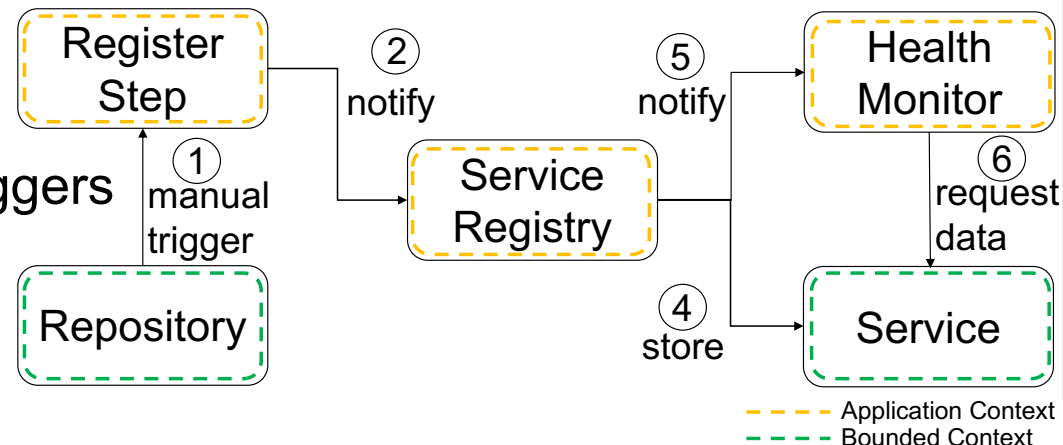 Register
Step
2
notify
5
notify
Health
Monitor
ggers
1
manual
trigger
Service
Registry
6
request
data
Repository
4
store
Service
Application Context
Bounded Context